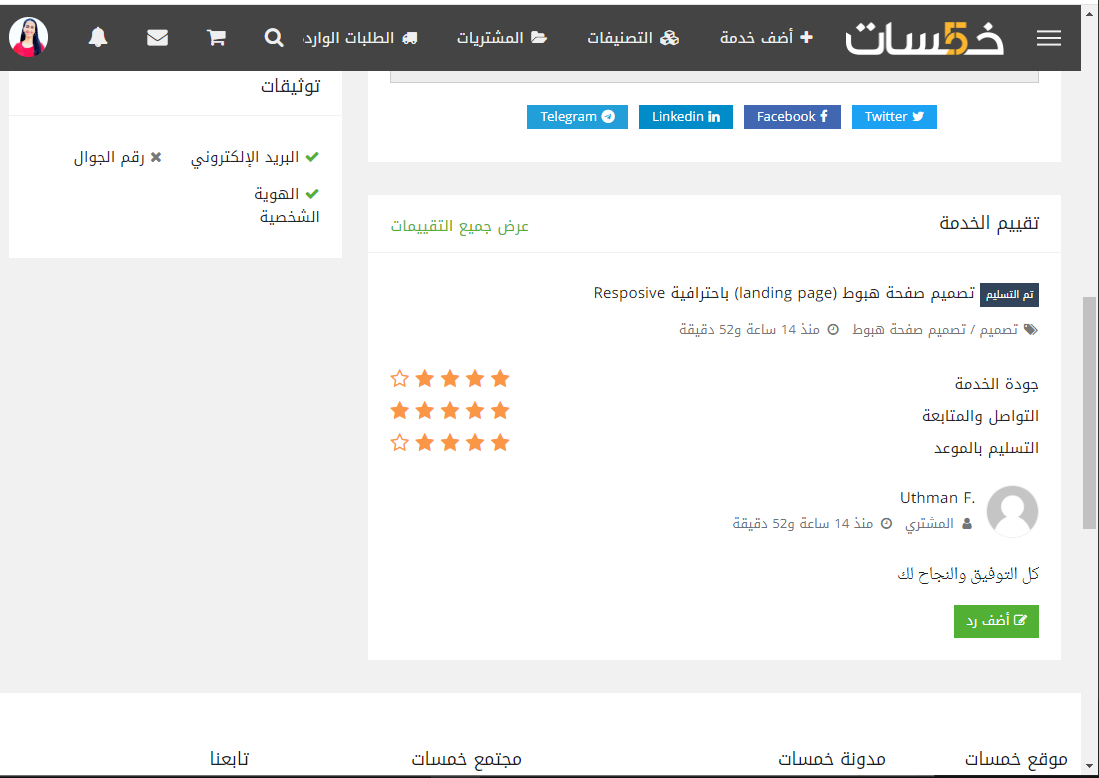 خمسات
أضف خدمة
التصنيفات
المشتريات
الطلبات الوارد
توثيقات
البريد الإلكتروني
رقم الجوال
الهوية
الشخصية
Twitter
Facebook
Linkedin
Telegram
تقييم الخدمة
عرض جميع التقييمات
تم التسليم تصميم صفحة هبوط (landing page) باحترافية Resposive
تصميم / تصميم صفحة هبوط منذ 14 ساعة و52 دقيقة
جودة الخدمة
التواصل والمتابعة
التسليم بالموعد
Uthman F.
المشتري منذ 14 ساعة و52 دقيقة
كل التوفيق والنجاح لك
أضف رد
موقع خمسات
مدونة خمسات
مجتمع خمسات
تابعنا